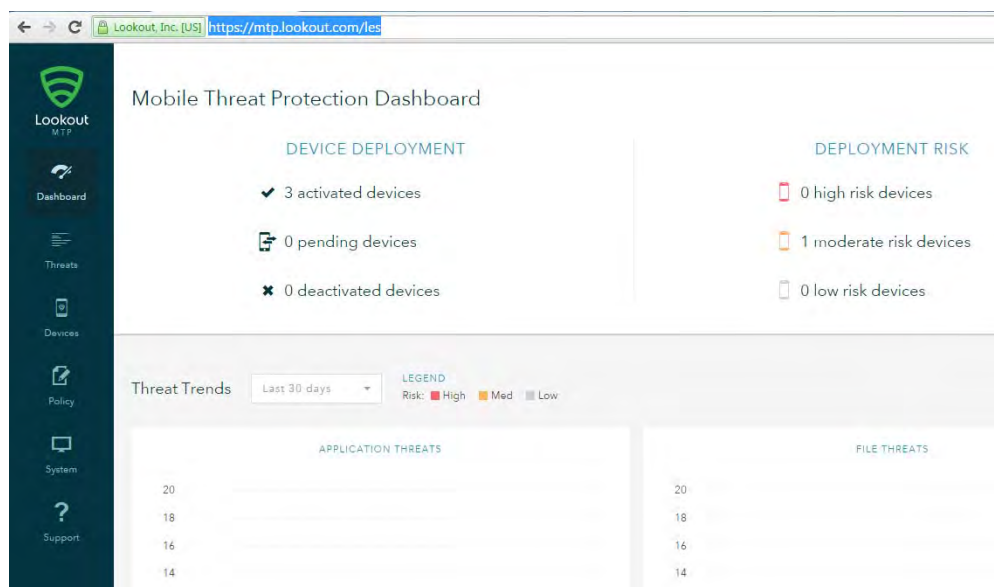 Lookout, Inc. [US] https://mtp.lookout.com/les
Lookout
MTP
Dashboard
Threats
Devices
Policy
System
Support
Mobile Threat Protection Dashboard
DEVICE DEPLOYMENT
3 activated devices
0 pending devices
0 deactivated devices
DEPLOYMENT RISK
0 high risk devices
1 moderate risk devices
0 low risk devices
Threat Trends
Last 30 days
LEGEND
Risk: High Med Low
APPLICATION THREATS
20
18
16
14
FILE THREATS
20
18
16
14